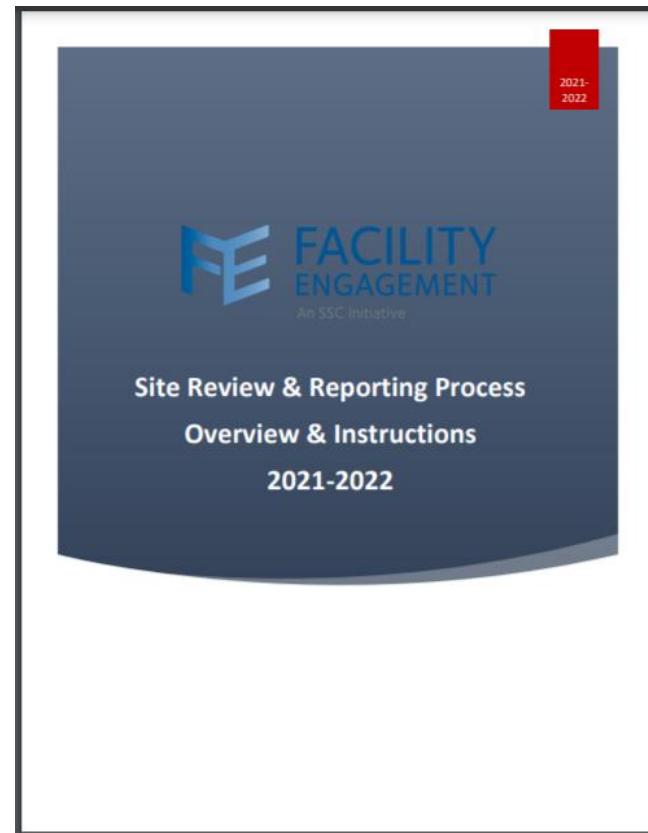 2021-
2022
FACILITY
ENGAGEMENT
An SSC Initiative
Site Review & Reporting Process
Overview & Instructions
2021-2022